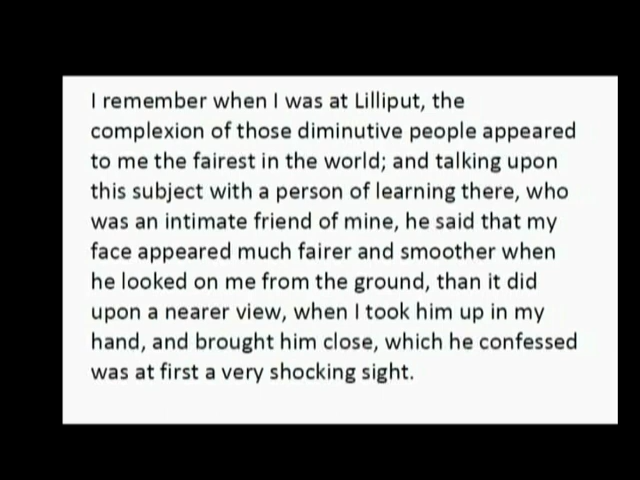 I remember when I was at Lilliput, the
complexion of those diminutive people appeared
to me the fairest in the world; and talking upon
this subject with a person of learning there, who
was an intimate friend of mine, he said that my
face appeared much fairer and smoother when
he looked on me from the ground, than it did
upon a nearer view, when I took him up in my
hand, and brought him close, which he confessed
was at first a very shocking sight.